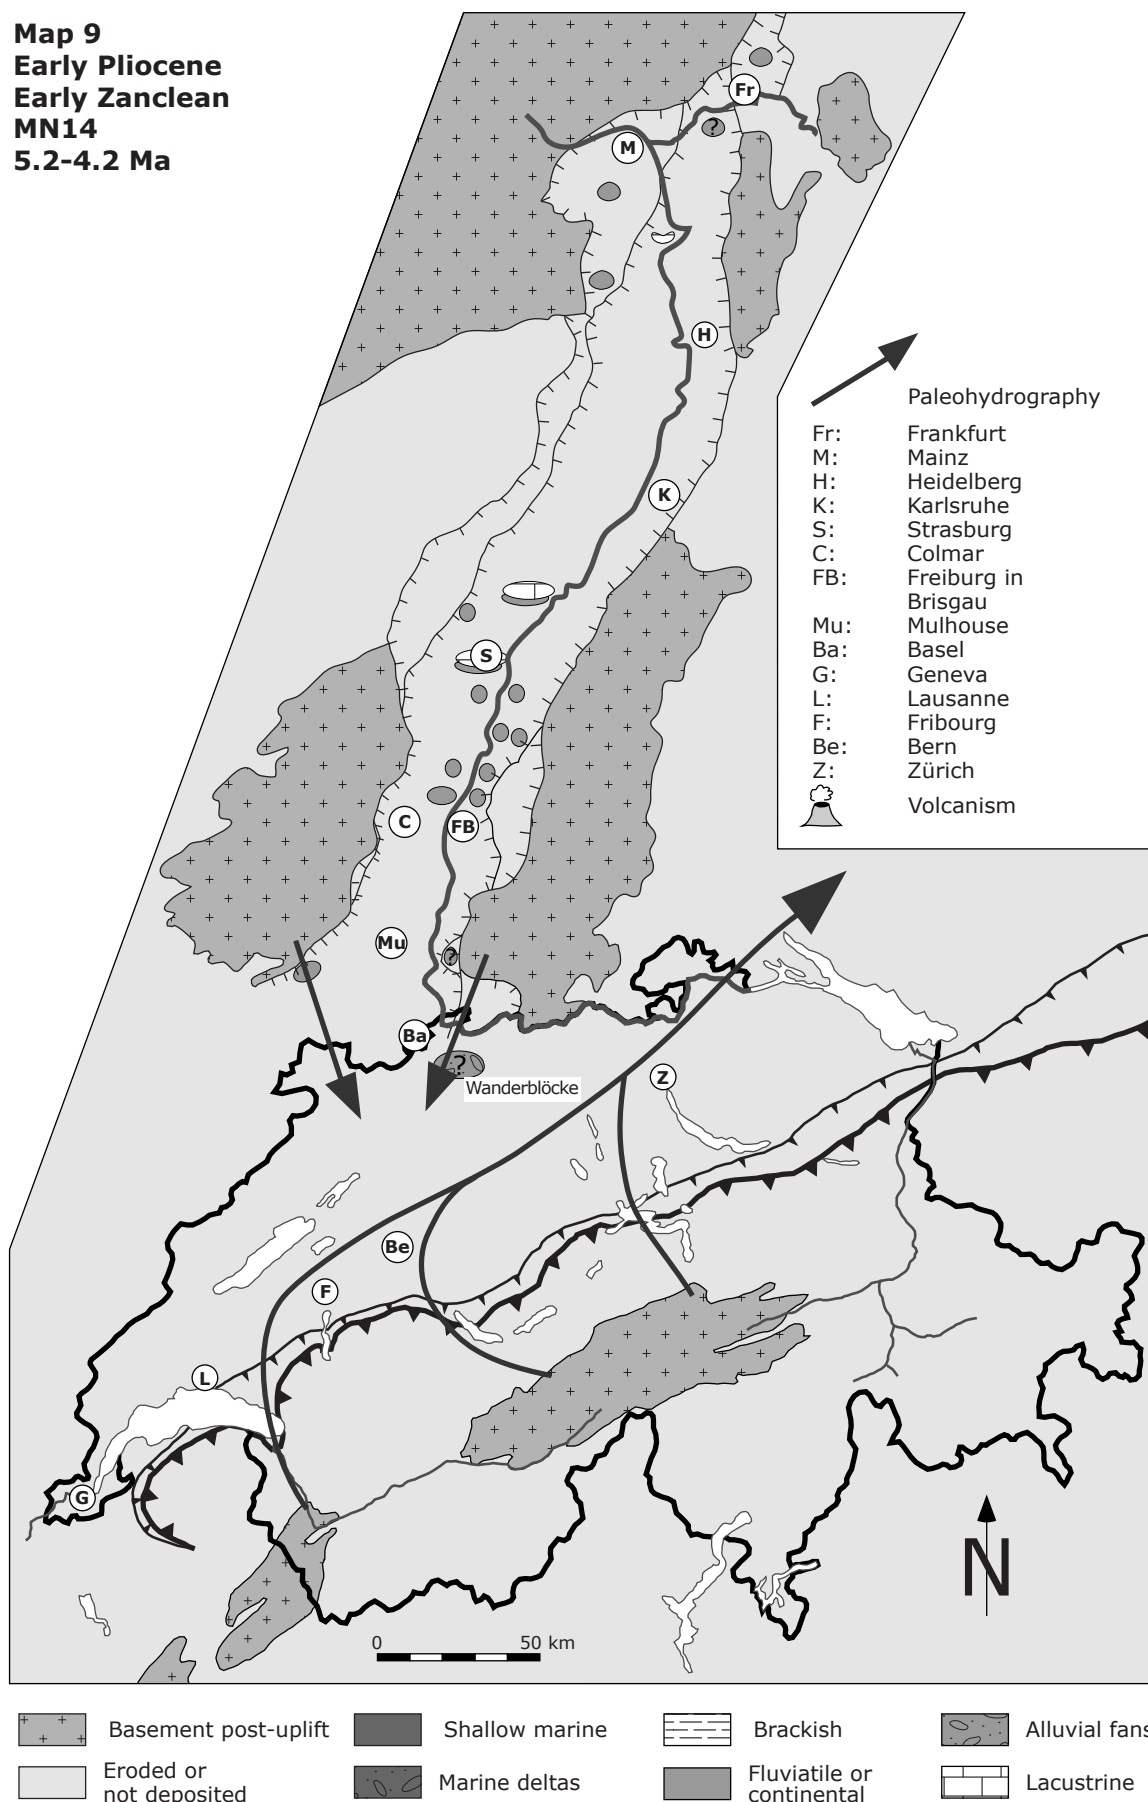 Map 9
Early Pliocene
Early Zanclean
MN14
5.2-4.2 Ma
Fr
?
M
H
K
S
C
FB
Mu
?
Ba
?
Wanderblöcke
Z
Be
F
L
G
Paleohydrography
Fr: Frankfurt
M: Mainz
H: Heidelberg
K: Karlsruhe
S: Strasburg
C: Colmar
FB: Freiburg in
Brisgau
Mu: Mulhouse
Ba: Basel
G: Geneva
L: Lausanne
F: Fribourg
Be: Bern
Z: Zürich
Volcanism
N
0 50 km
Basement post-uplift
Shallow marine
Brackish
Alluvial fans
Eroded or
not deposited
Marine deltas
Fluviatile or
continental
Lacustrine